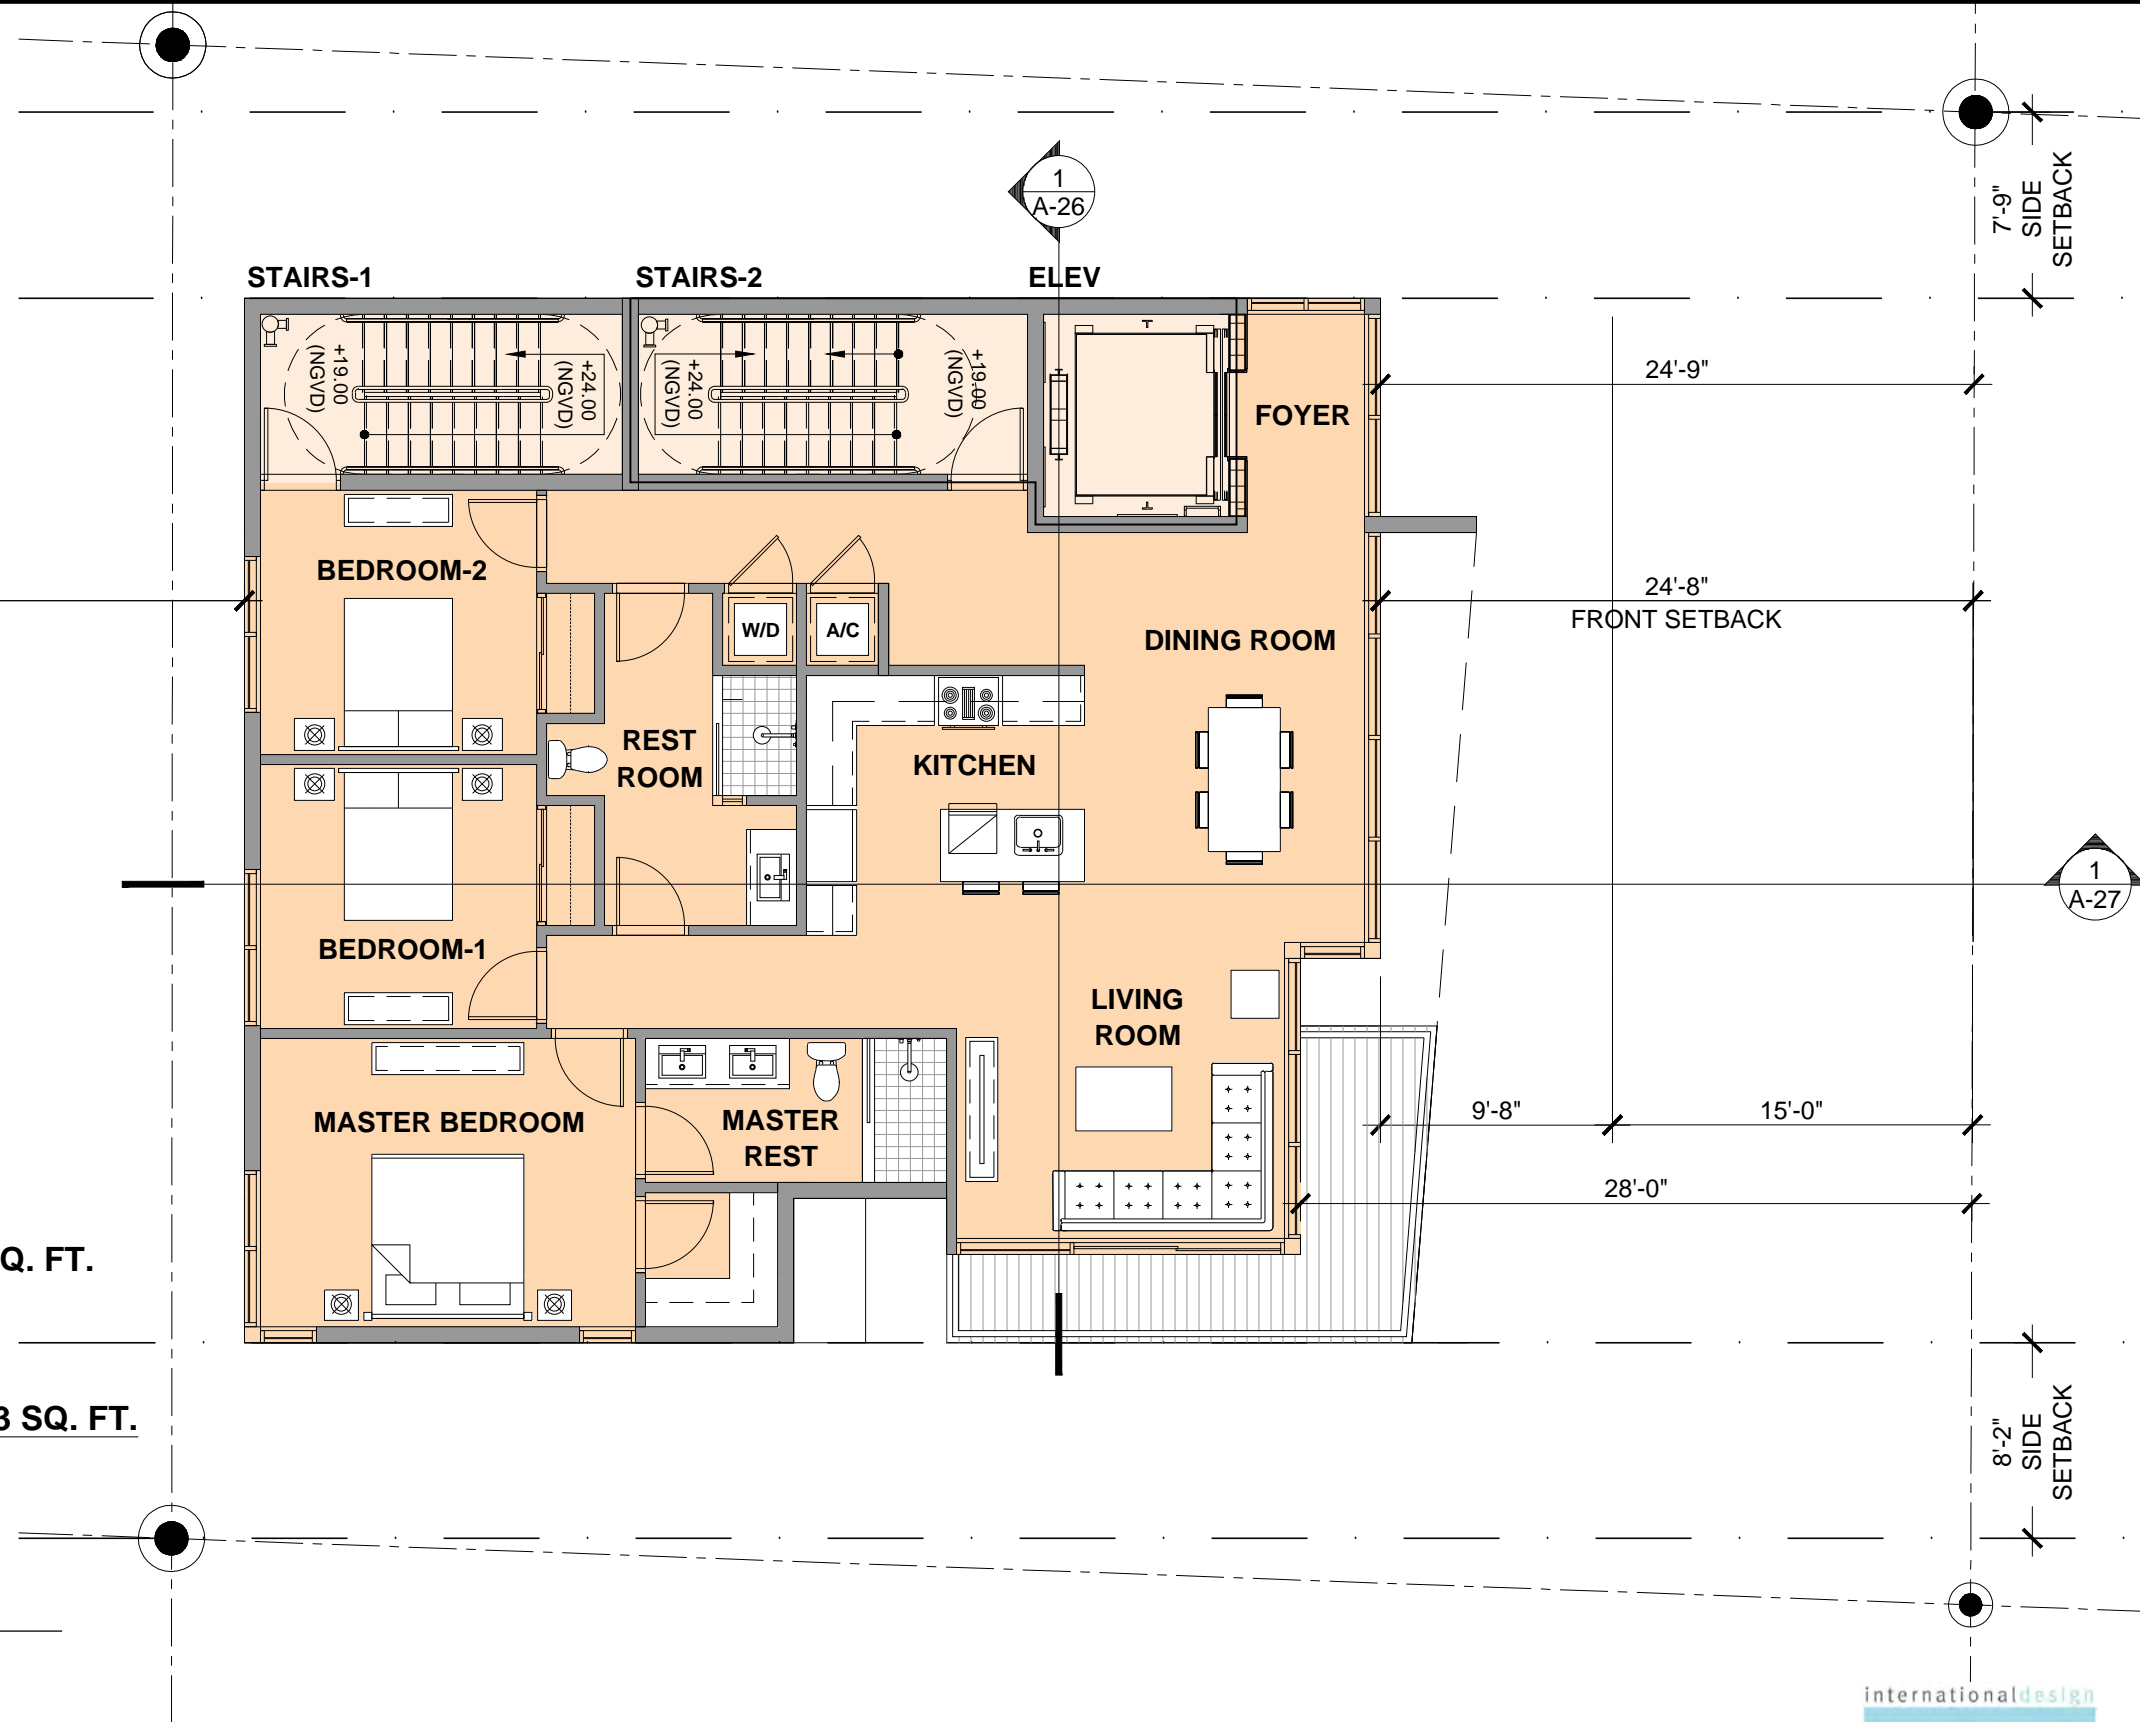 1
A-26
7'-9"
SIDE
SETBACK
STAIRS-1
STAIRS-2
ELEV
+19.00
(NGVD)
+24.00
(NGVD)
+24.00
(NGVD)
+19.00
(NGVD)
24'-9"
FOYER
BEDROOM-2
24'-8"
FRONT SETBACK
W/D
A/C
DINING ROOM
REST
ROOM
KITCHEN
1
A-27
BEDROOM-1
LIVING
ROOM
MASTER BEDROOM
MASTER
REST
9'-8"
15'-0"
28'-0"
Q. FT.
3 SQ. FT.
8'-2"
SIDE
SETBACK
internationaldesign